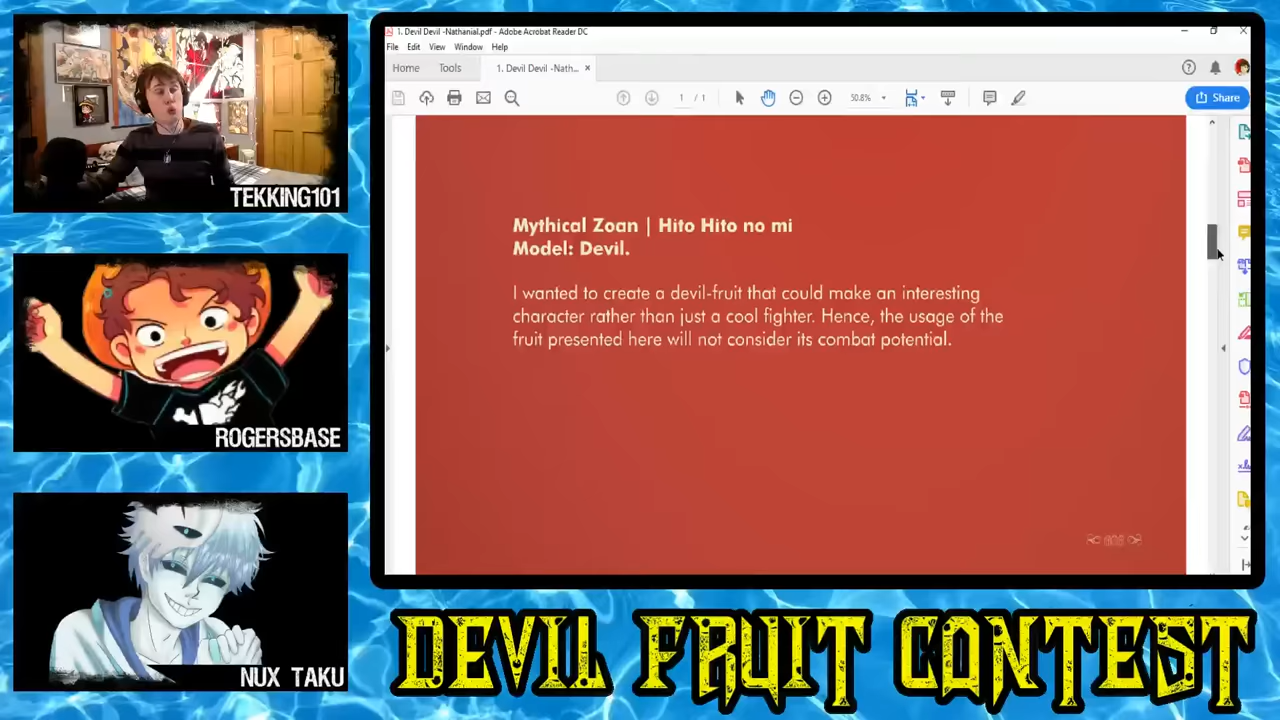 TEKKING101
ROGERSBASE
NUX TAKU
1. Devil Devil -Nathanial.pdf - Adobe Acrobat Reader DC
File Edit View Window Help
Home Tools 1. Devil Devil -Nath... ×
1 / 1 50.8% Share
Mythical Zoan | Hito Hito no mi
Model: Devil.
I wanted to create a devil-fruit that could make an interesting
character rather than just a cool fighter. Hence, the usage of the
fruit presented here will not consider its combat potential.
DEVIL FRUIT CONTEST